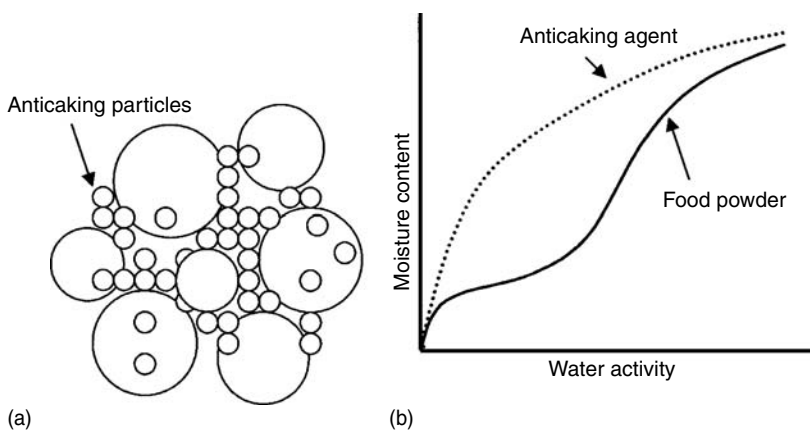 Anticaking particles
(a)
Anticaking agent
Food powder
Moisture content
Water activity
(b)